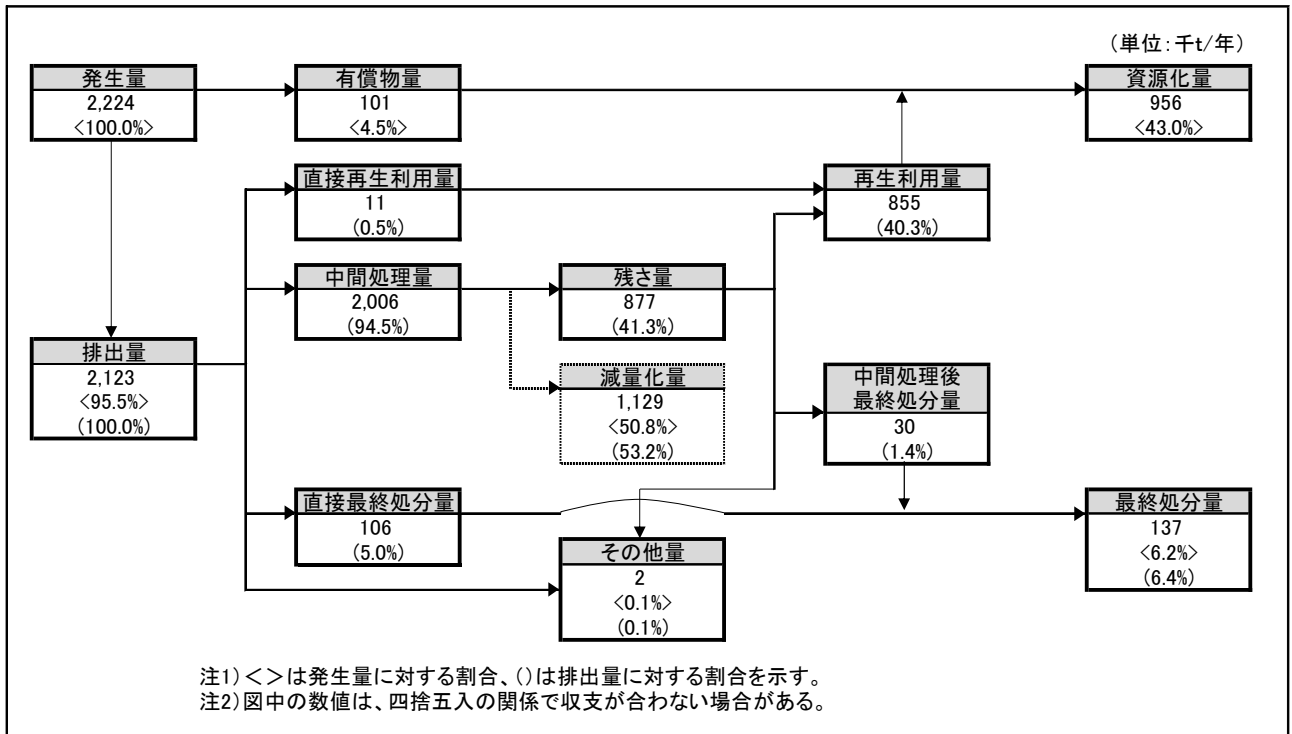 (単位:千t/年)
発生量
2,224
<100.0%>
有償物量
101
<4.5%>
資源化量
956
<43.0%>
直接再生利用量
11
(0.5%)
再生利用量
855
(40.3%)
中間処理量
2,006
(94.5%)
残さ量
877
(41.3%)
排出量
2,123
<95.5%>
(100.0%)
減量化量
1,129
<50.8%>
(53.2%)
中間処理後
最終処分量
30
(1.4%)
直接最終処分量
106
(5.0%)
その他量
2
<0.1%>
(0.1%)
最終処分量
137
<6.2%>
(6.4%)
注1)<>は発生量に対する割合、()は排出量に対する割合を示す。
注2)図中の数値は、四捨五入の関係で収支が合わない場合がある。